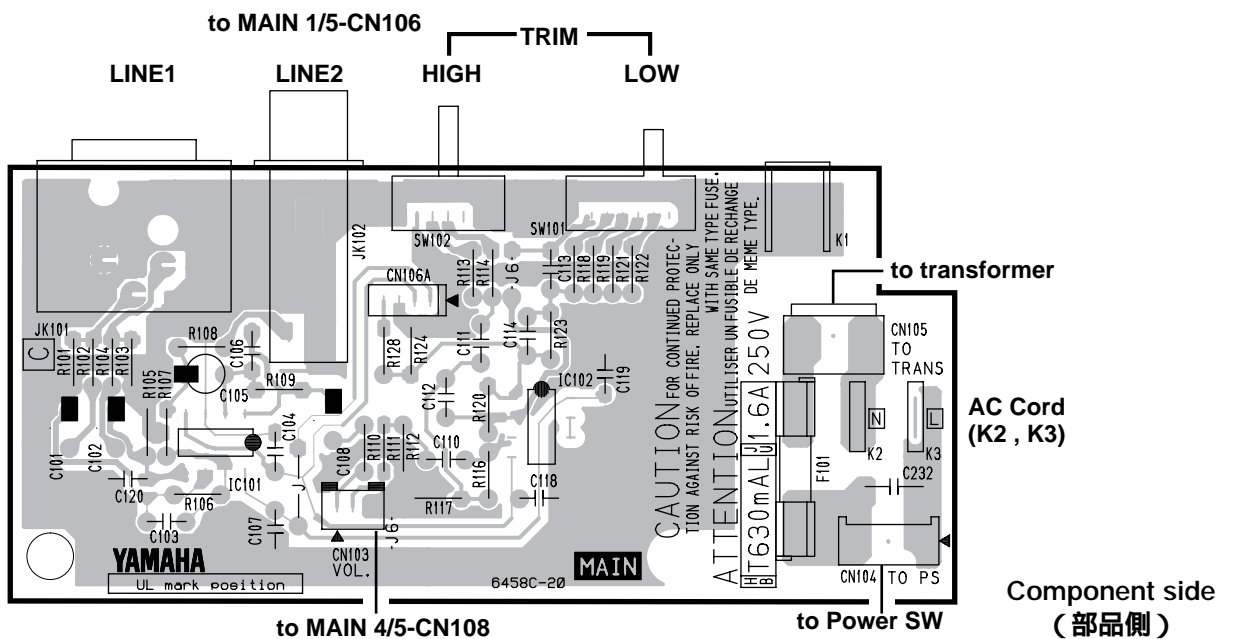 to MAIN 1/5-CN106
TRIM
LINE1
LINE2
HIGH
LOW
JK102
SW102
SW101
K1
CN106A
R113
R114
J6
C113
R118
R119
R121
R122
to transformer
JK101
C
R101
R102
R104
R103
R108
C106
R105
R107
C105
R109
R128
R124
C111
C114
R123
IC102
C119
CN105
TO
TRANS
C112
R120
N
L
AC Cord
(K2 , K3)
K2
K3
C101
C102
C104
C108
R110
R111
R112
C110
R116
C120
IC101
R106
C103
C107
R117
C118
F101
C232
J6
CN103
VOL.
YAMAHA
UL mark position
6458C-20
MAIN
CAUTION FOR CONTINUED PROTEC-
TION AGAINST RISK OF FIRE. REPLACE ONLY
WITH SAME TYPE FUSE.
ATTENTION UTILISER UN FUSIBLE DE RECHANGE
DE MEME TYPE.
H
B
T630mAL
J
U
1.6A 250V
CN104
TO PS
to MAIN 4/5-CN108
to Power SW
Component side
（部品側）